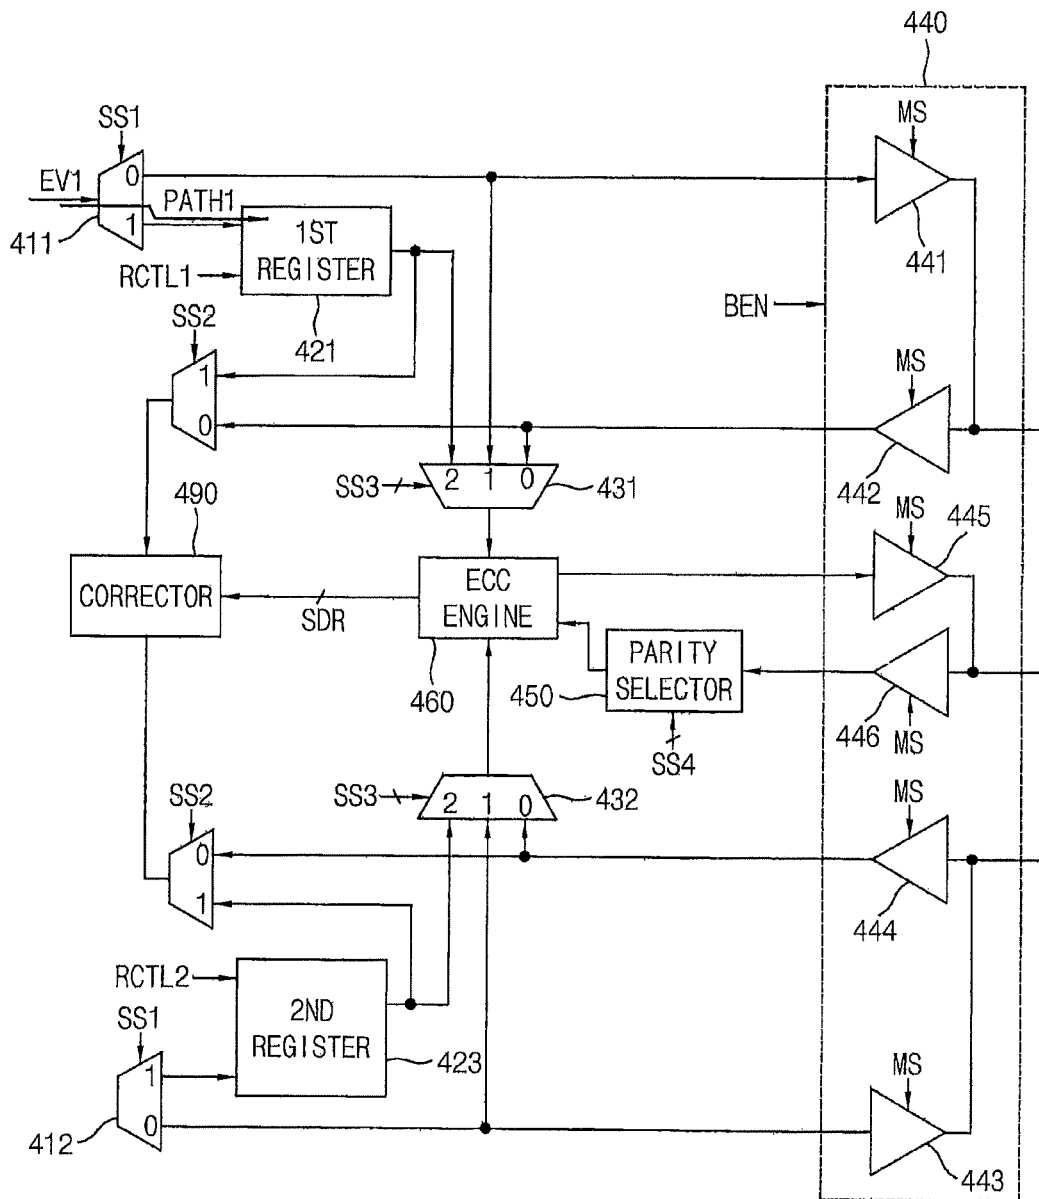 440
SS1
MS
EV1
0
PATH1
1
411
1ST
REGISTER
441
RCTL1
BEN
SS2
421
MS
1
0
490
SS3
2 1 0
431
442
MS
445
CORRECTOR
SDR
ECC
ENGINE
PARITY
SELECTOR
460
450
446
MS
SS4
SS2
SS3
2 1 0
432
MS
0
1
444
RCTL2
2ND
REGISTER
SS1
423
MS
1
0
412
443